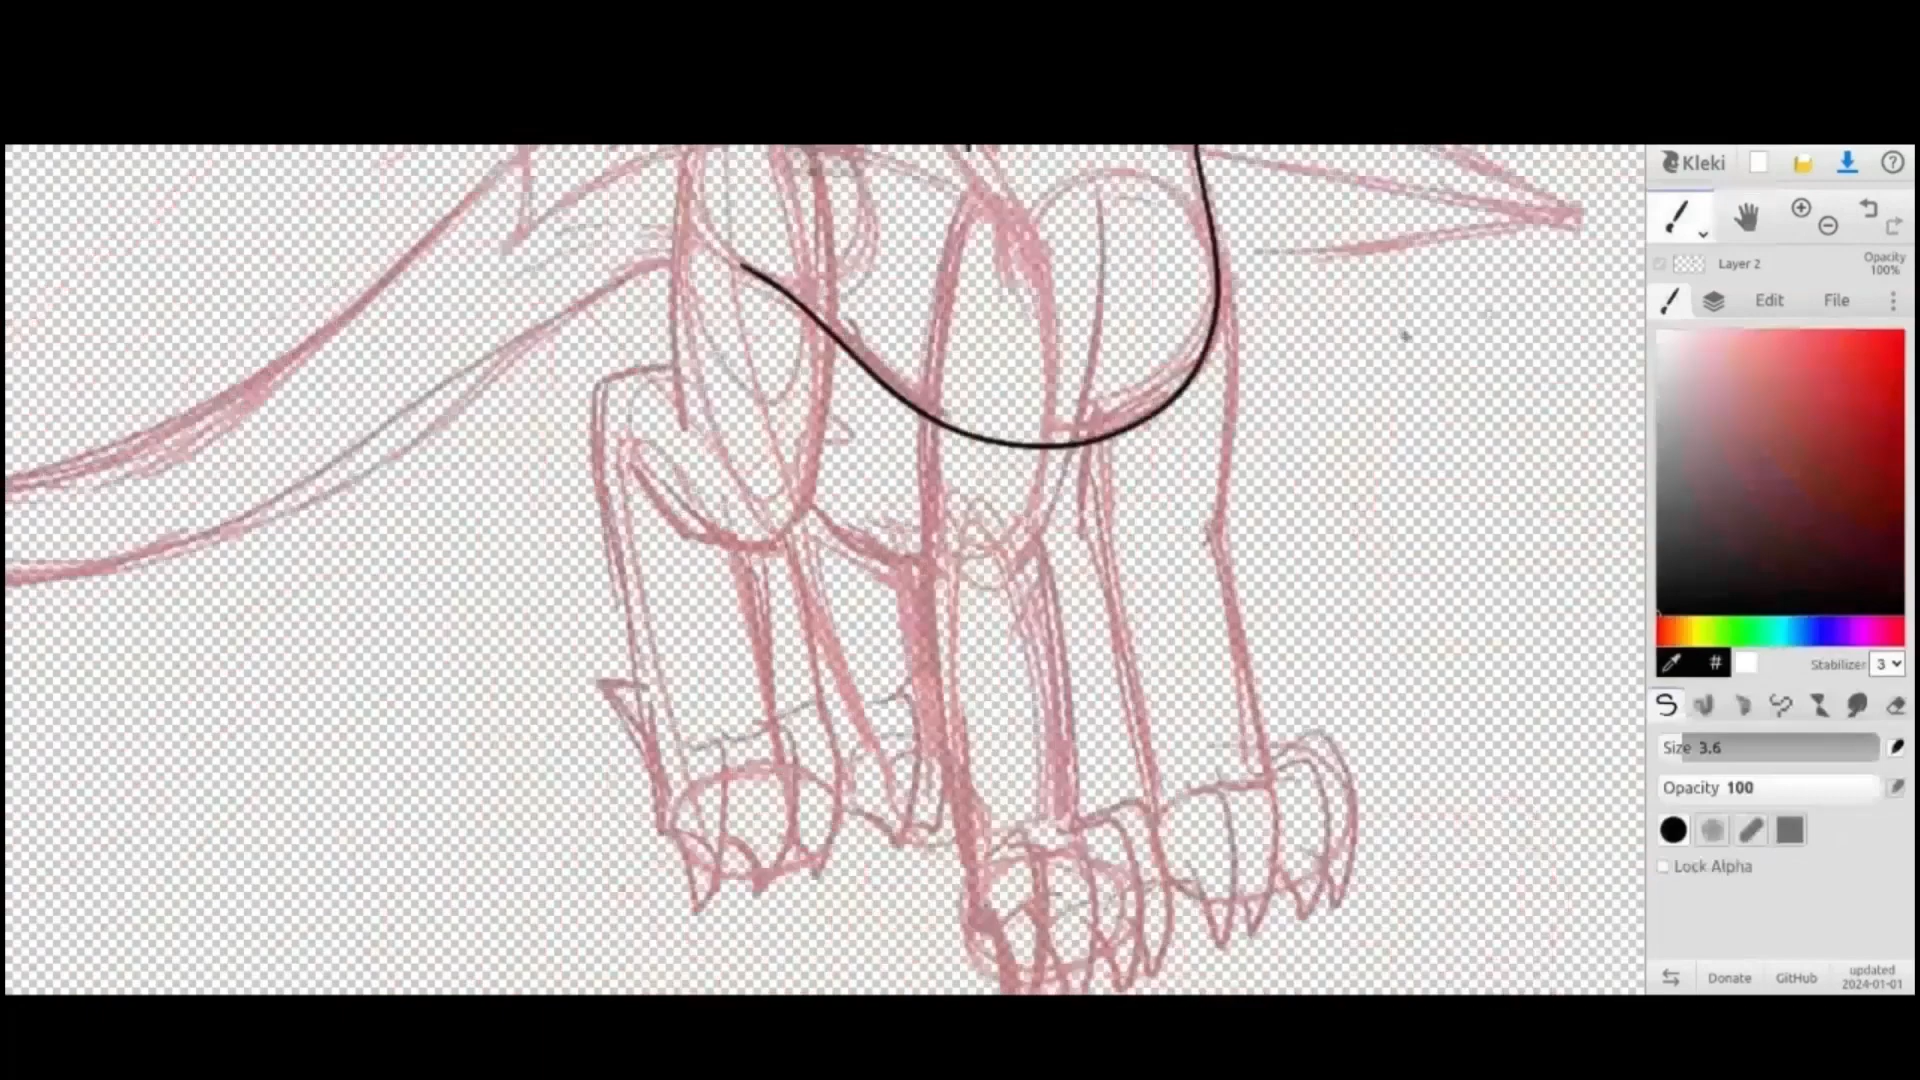 Kleki
Layer 2
Opacity
100%
Edit
File
#
Stabilizer 3
Size 3.6
Opacity 100
Lock Alpha
Donate
GitHub
updated
2024-01-01